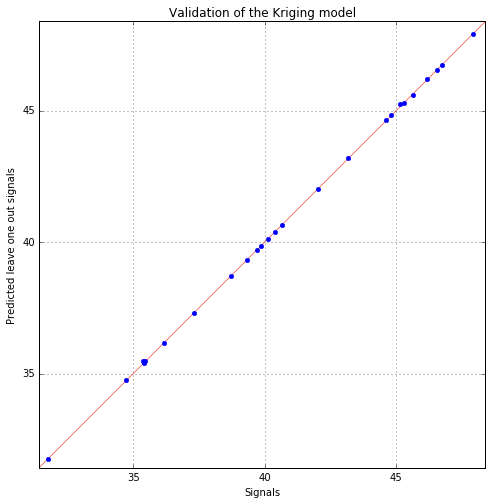 Validation of the Kriging model
45
40
35
Predicted leave one out signals
35 40 45
Signals